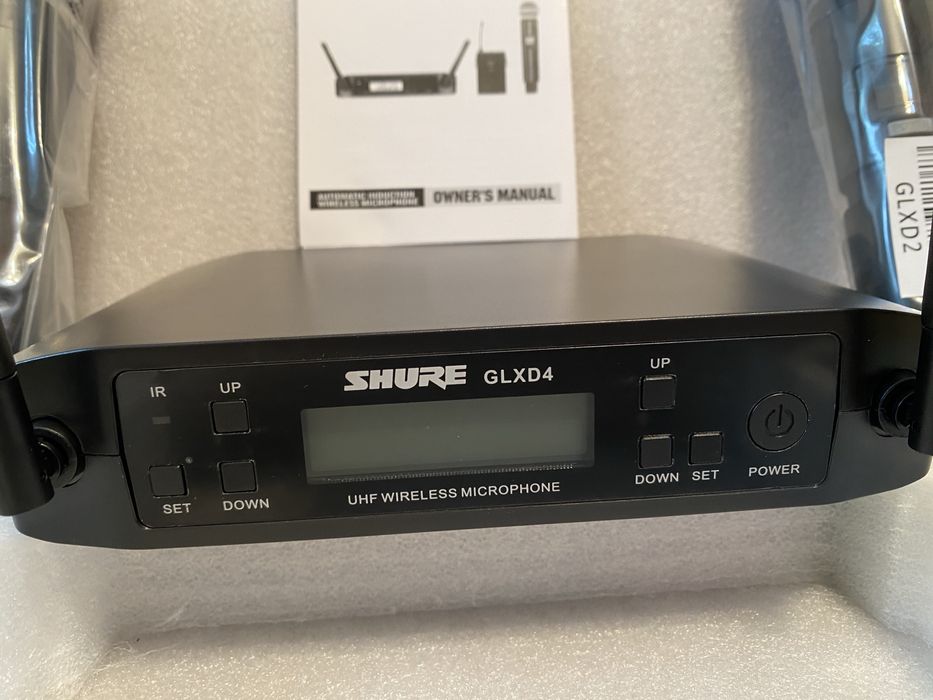 AUTOMATIC INDUCTION
WIRELESS MICROPHONE
OWNER'S MANUAL
GLXD2
SHURE GLXD4
IR
UP
UP
SET
DOWN
DOWN
SET
POWER
UHF WIRELESS MICROPHONE